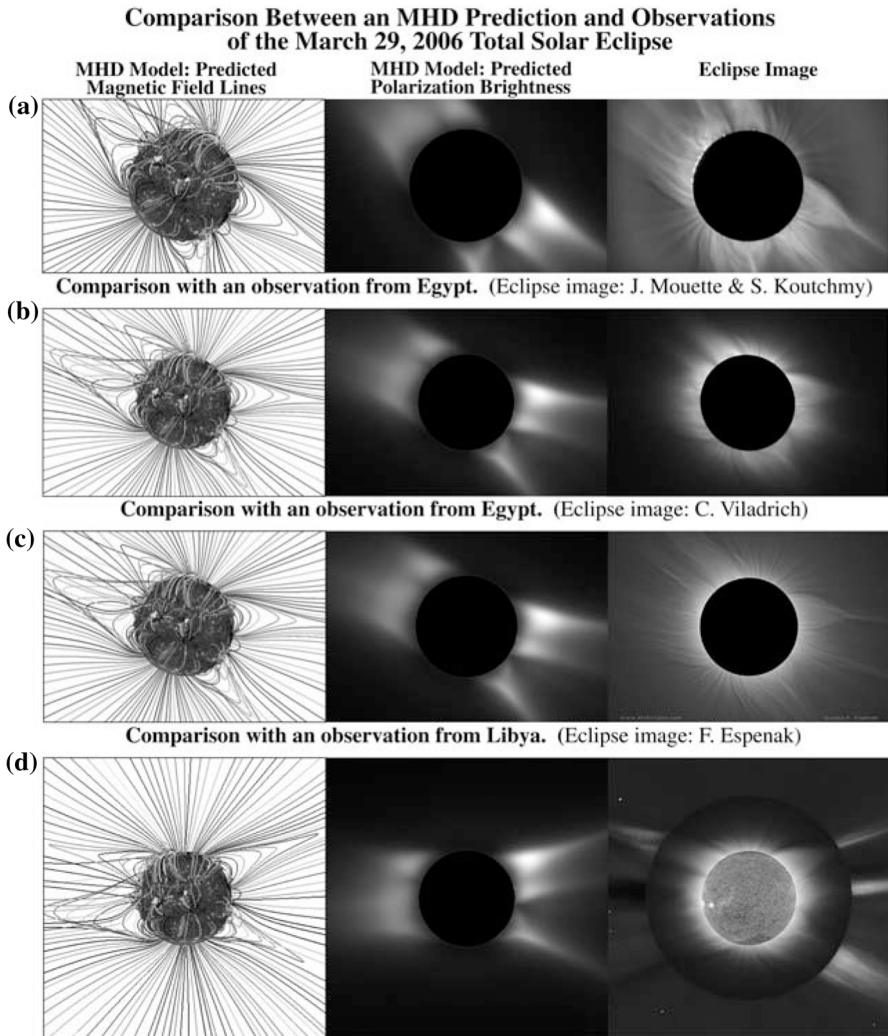 Comparison Between an MHD Prediction and Observations
of the March 29, 2006 Total Solar Eclipse
MHD Model: Predicted
Magnetic Field Lines
MHD Model: Predicted
Polarization Brightness
Eclipse Image
(a)
Comparison with an observation from Egypt. (Eclipse image: J. Mouette & S. Koutchmy)
(b)
Comparison with an observation from Egypt. (Eclipse image: C. Viladrich)
(c)
Comparison with an observation from Libya. (Eclipse image: F. Espenak)
(d)